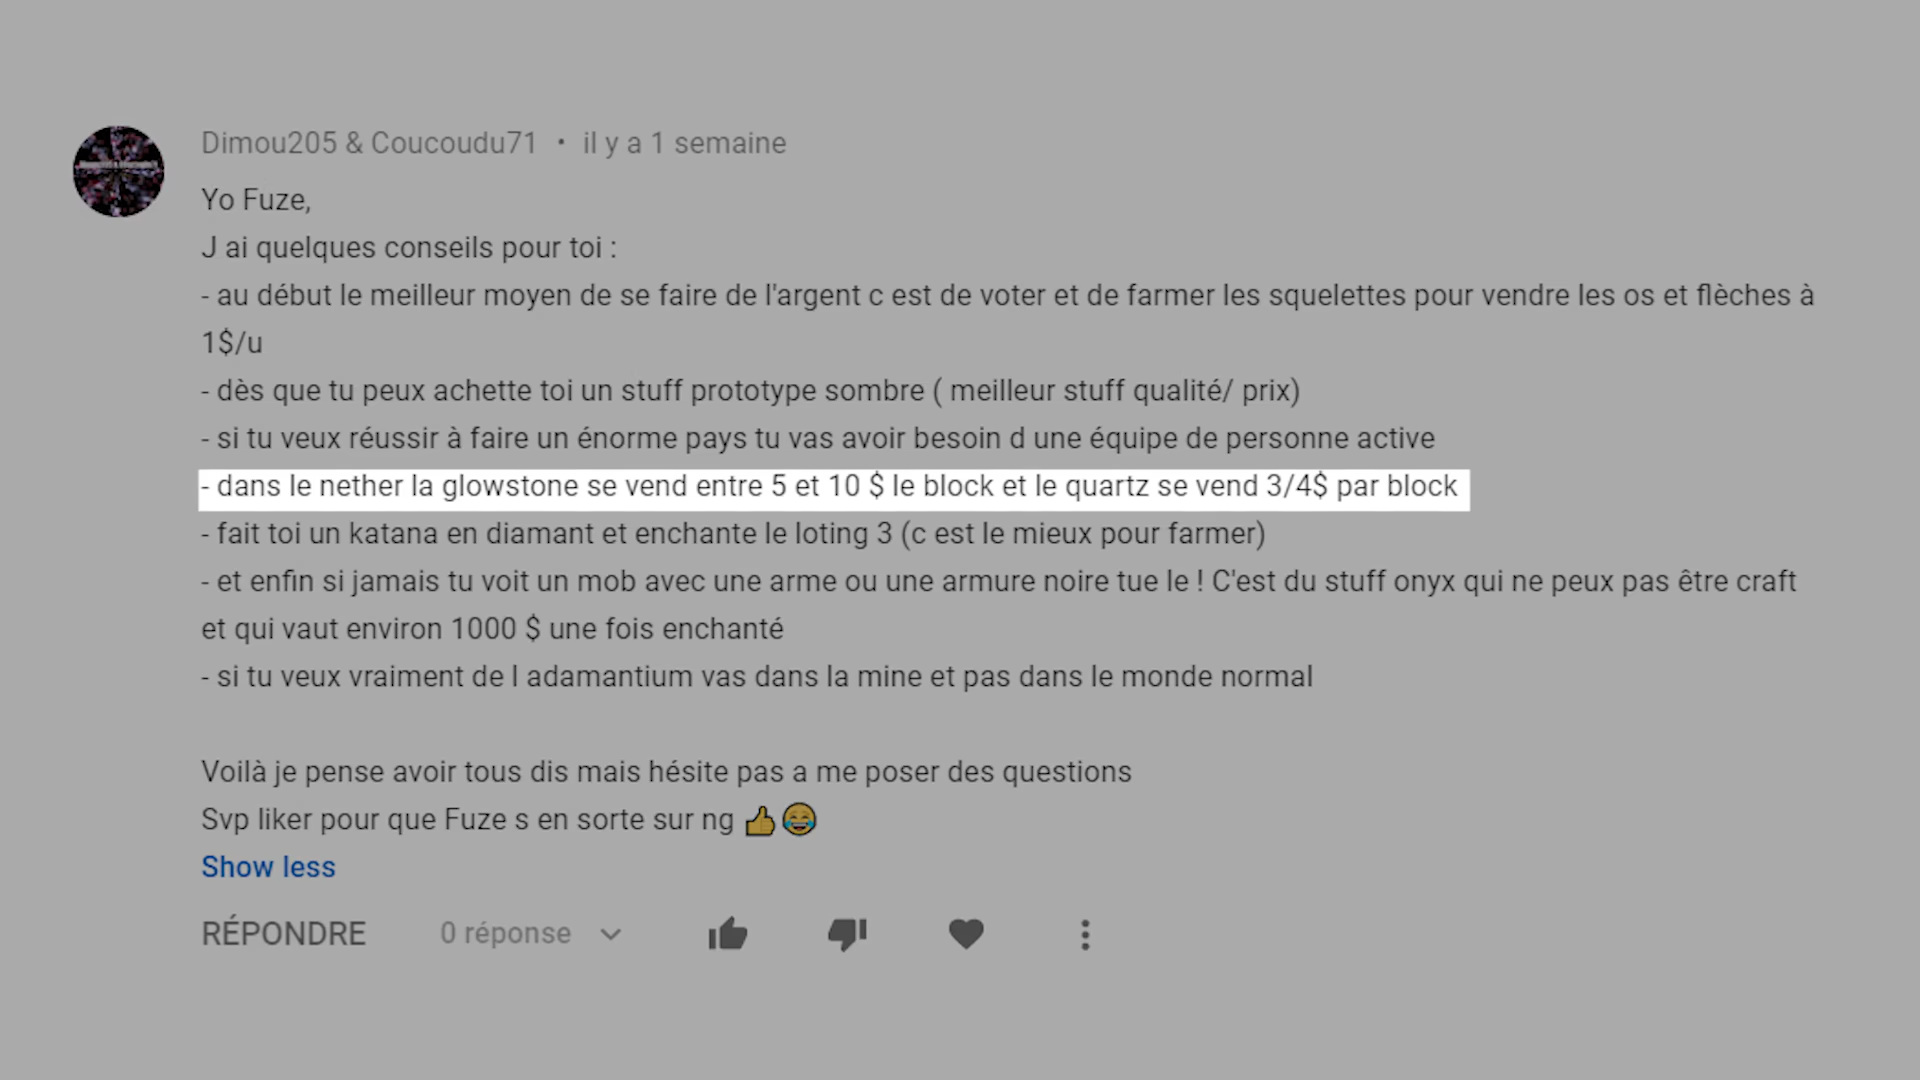 Dimou205 & Coucoudu71 • il y a 1 semaine
Yo Fuze,
J ai quelques conseils pour toi :
- au début le meilleur moyen de se faire de l'argent c est de voter et de farmer les squelettes pour vendre les os et flèches à
1$/u
- dès que tu peux achette toi un stuff prototype sombre ( meilleur stuff qualité/ prix)
- si tu veux réussir à faire un énorme pays tu vas avoir besoin d une équipe de personne active
- dans le nether la glowstone se vend entre 5 et 10 $ le block et le quartz se vend 3/4$ par block
- fait toi un katana en diamant et enchante le loting 3 (c est le mieux pour farmer)
- et enfin si jamais tu voit un mob avec une arme ou une armure noire tue le ! C'est du stuff onyx qui ne peux pas être craft
et qui vaut environ 1000 $ une fois enchanté
- si tu veux vraiment de l adamantium vas dans la mine et pas dans le monde normal
Voilà je pense avoir tous dis mais hésite pas a me poser des questions
Svp liker pour que Fuze s en sorte sur ng 👍😂
Show less
RÉPONDRE 0 réponse